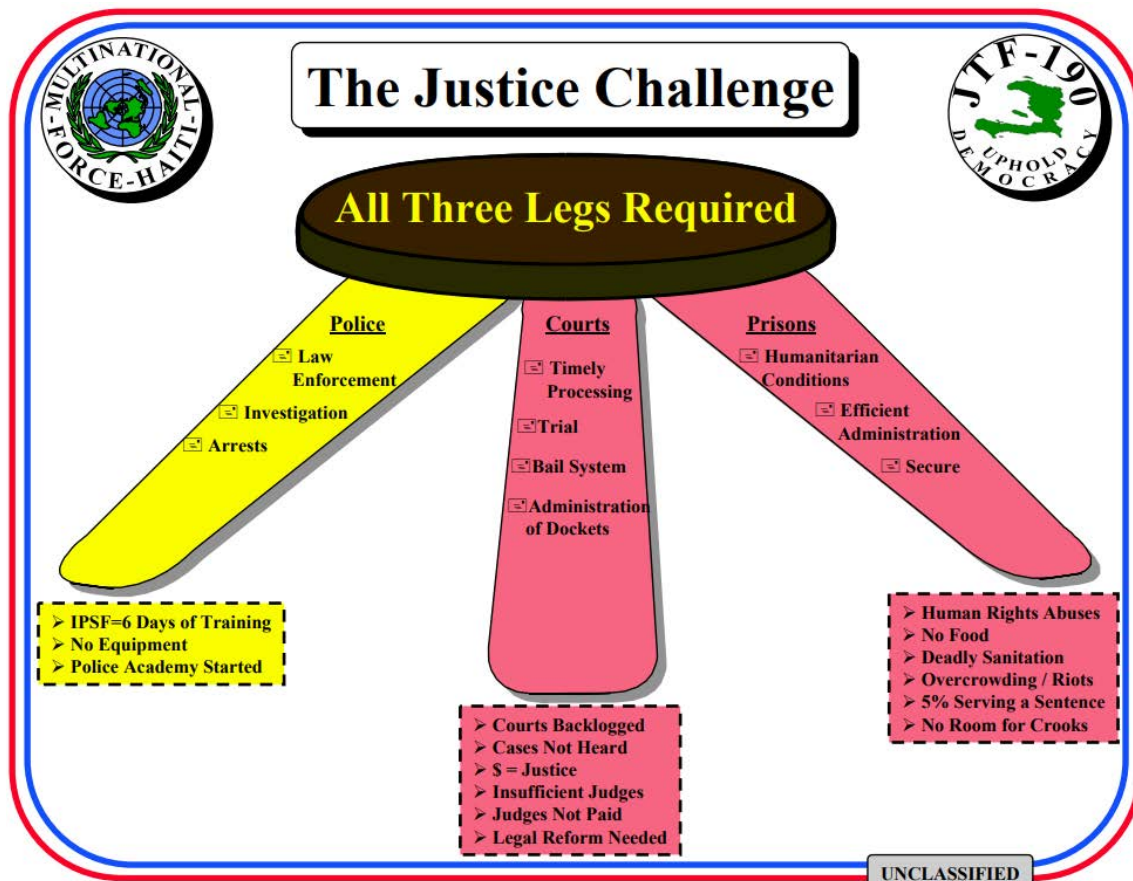 MULTINATIONAL
FORCE-HAITI
The Justice Challenge
JTF-190
UPHOLD
DEMOCRACY
All Three Legs Required
Police
Law
Enforcement
Investigation
Arrests
Courts
Timely
Processing
Trial
Bail System
Administration
of Dockets
Prisons
Humanitarian
Conditions
Efficient
Administration
Secure
➢ IPSF=6 Days of Training
➢ No Equipment
➢ Police Academy Started
➢ Courts Backlogged
➢ Cases Not Heard
➢ $ = Justice
➢ Insufficient Judges
➢ Judges Not Paid
➢ Legal Reform Needed
➢ Human Rights Abuses
➢ No Food
➢ Deadly Sanitation
➢ Overcrowding / Riots
➢ 5% Serving a Sentence
➢ No Room for Crooks
UNCLASSIFIED